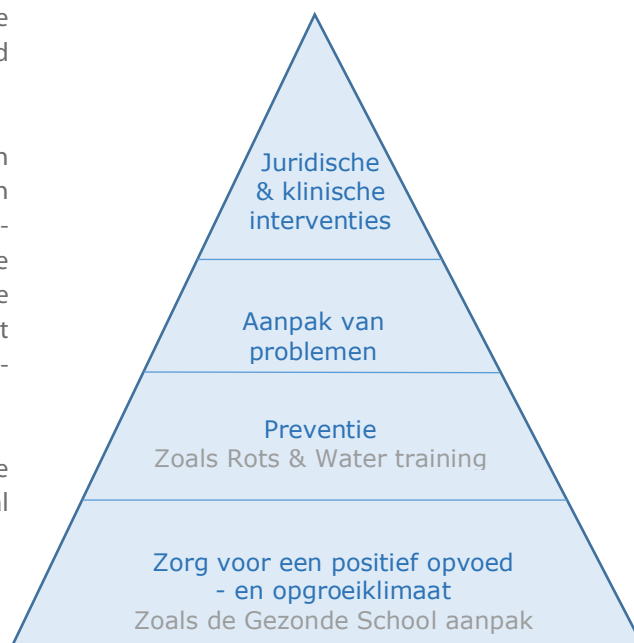 Juridische
& klinische
interventies
Aanpak van
problemen
Preventie
Zoals Rots & Water training
Zorg voor een positief opvoed
- en opgroeiklimaat
Zoals de Gezonde School aanpak